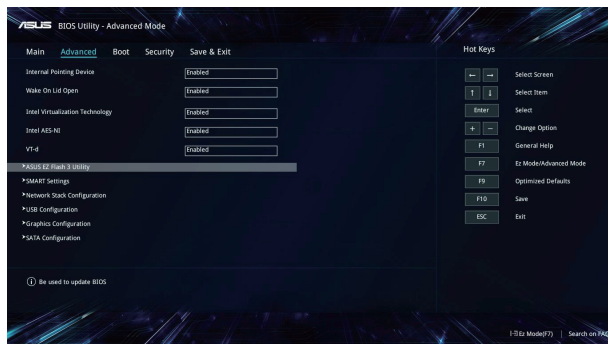 ASUS BIOS Utility - Advanced Mode
Main Advanced Boot Security Save & Exit
Internal Pointing Device Enabled
Wake On Lid Open Enabled
Intel Virtualization Technology Enabled
Intel AES-NI Enabled
VT-d Enabled
ASUS EZ Flash 3 Utility
SMART Settings
Network Stack Configuration
USB Configuration
Graphics Configuration
SATA Configuration
Be used to update BIOS
Hot Keys
← → Select Screen
↑ ↓ Select Item
Enter Select
+ − Change Option
F1 General Help
F7 Ez Mode/Advanced Mode
F9 Optimized Defaults
F10 Save
ESC Exit
Ez Mode(F7) | Search on FAQ